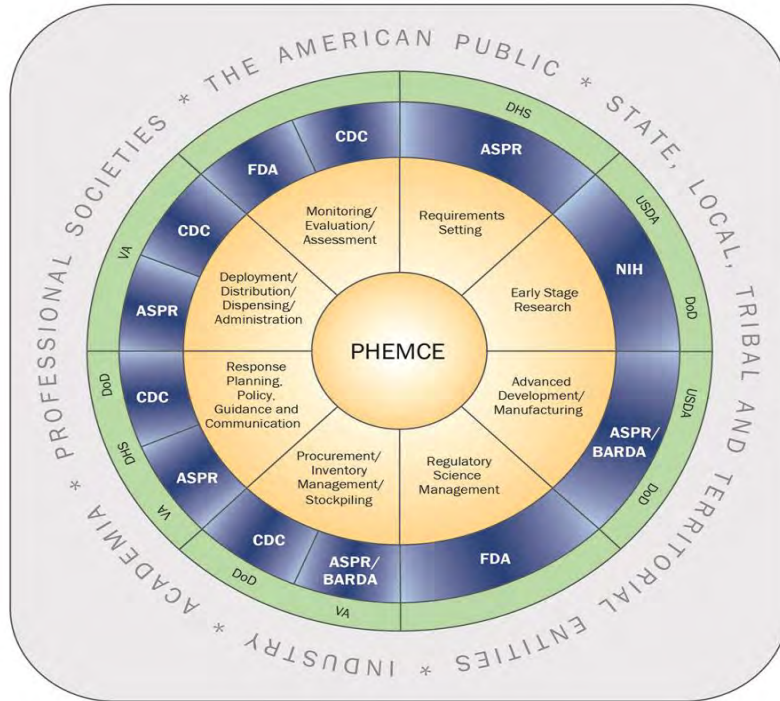 PROFESSIONAL SOCIETIES * THE AMERICAN PUBLIC * STATE, LOCAL, TRIBAL AND TERRITORIAL ENTITIES * INDUSTRY * ACADEMIA *
DHS
USDA
DoD
USDA
DoD
VA
DoD
VA
DHS
DoD
VA
ASPR
NIH
ASPR/
BARDA
FDA
ASPR/
BARDA
CDC
ASPR
CDC
ASPR
CDC
FDA
CDC
Requirements
Setting
Early Stage
Research
Advanced
Development/
Manufacturing
Regulatory
Science
Management
Procurement/
Inventory
Management/
Stockpiling
Response
Planning,
Policy,
Guidance and
Communication
Deployment/
Distribution/
Dispensing/
Administration
Monitoring/
Evaluation/
Assessment
PHEMCE